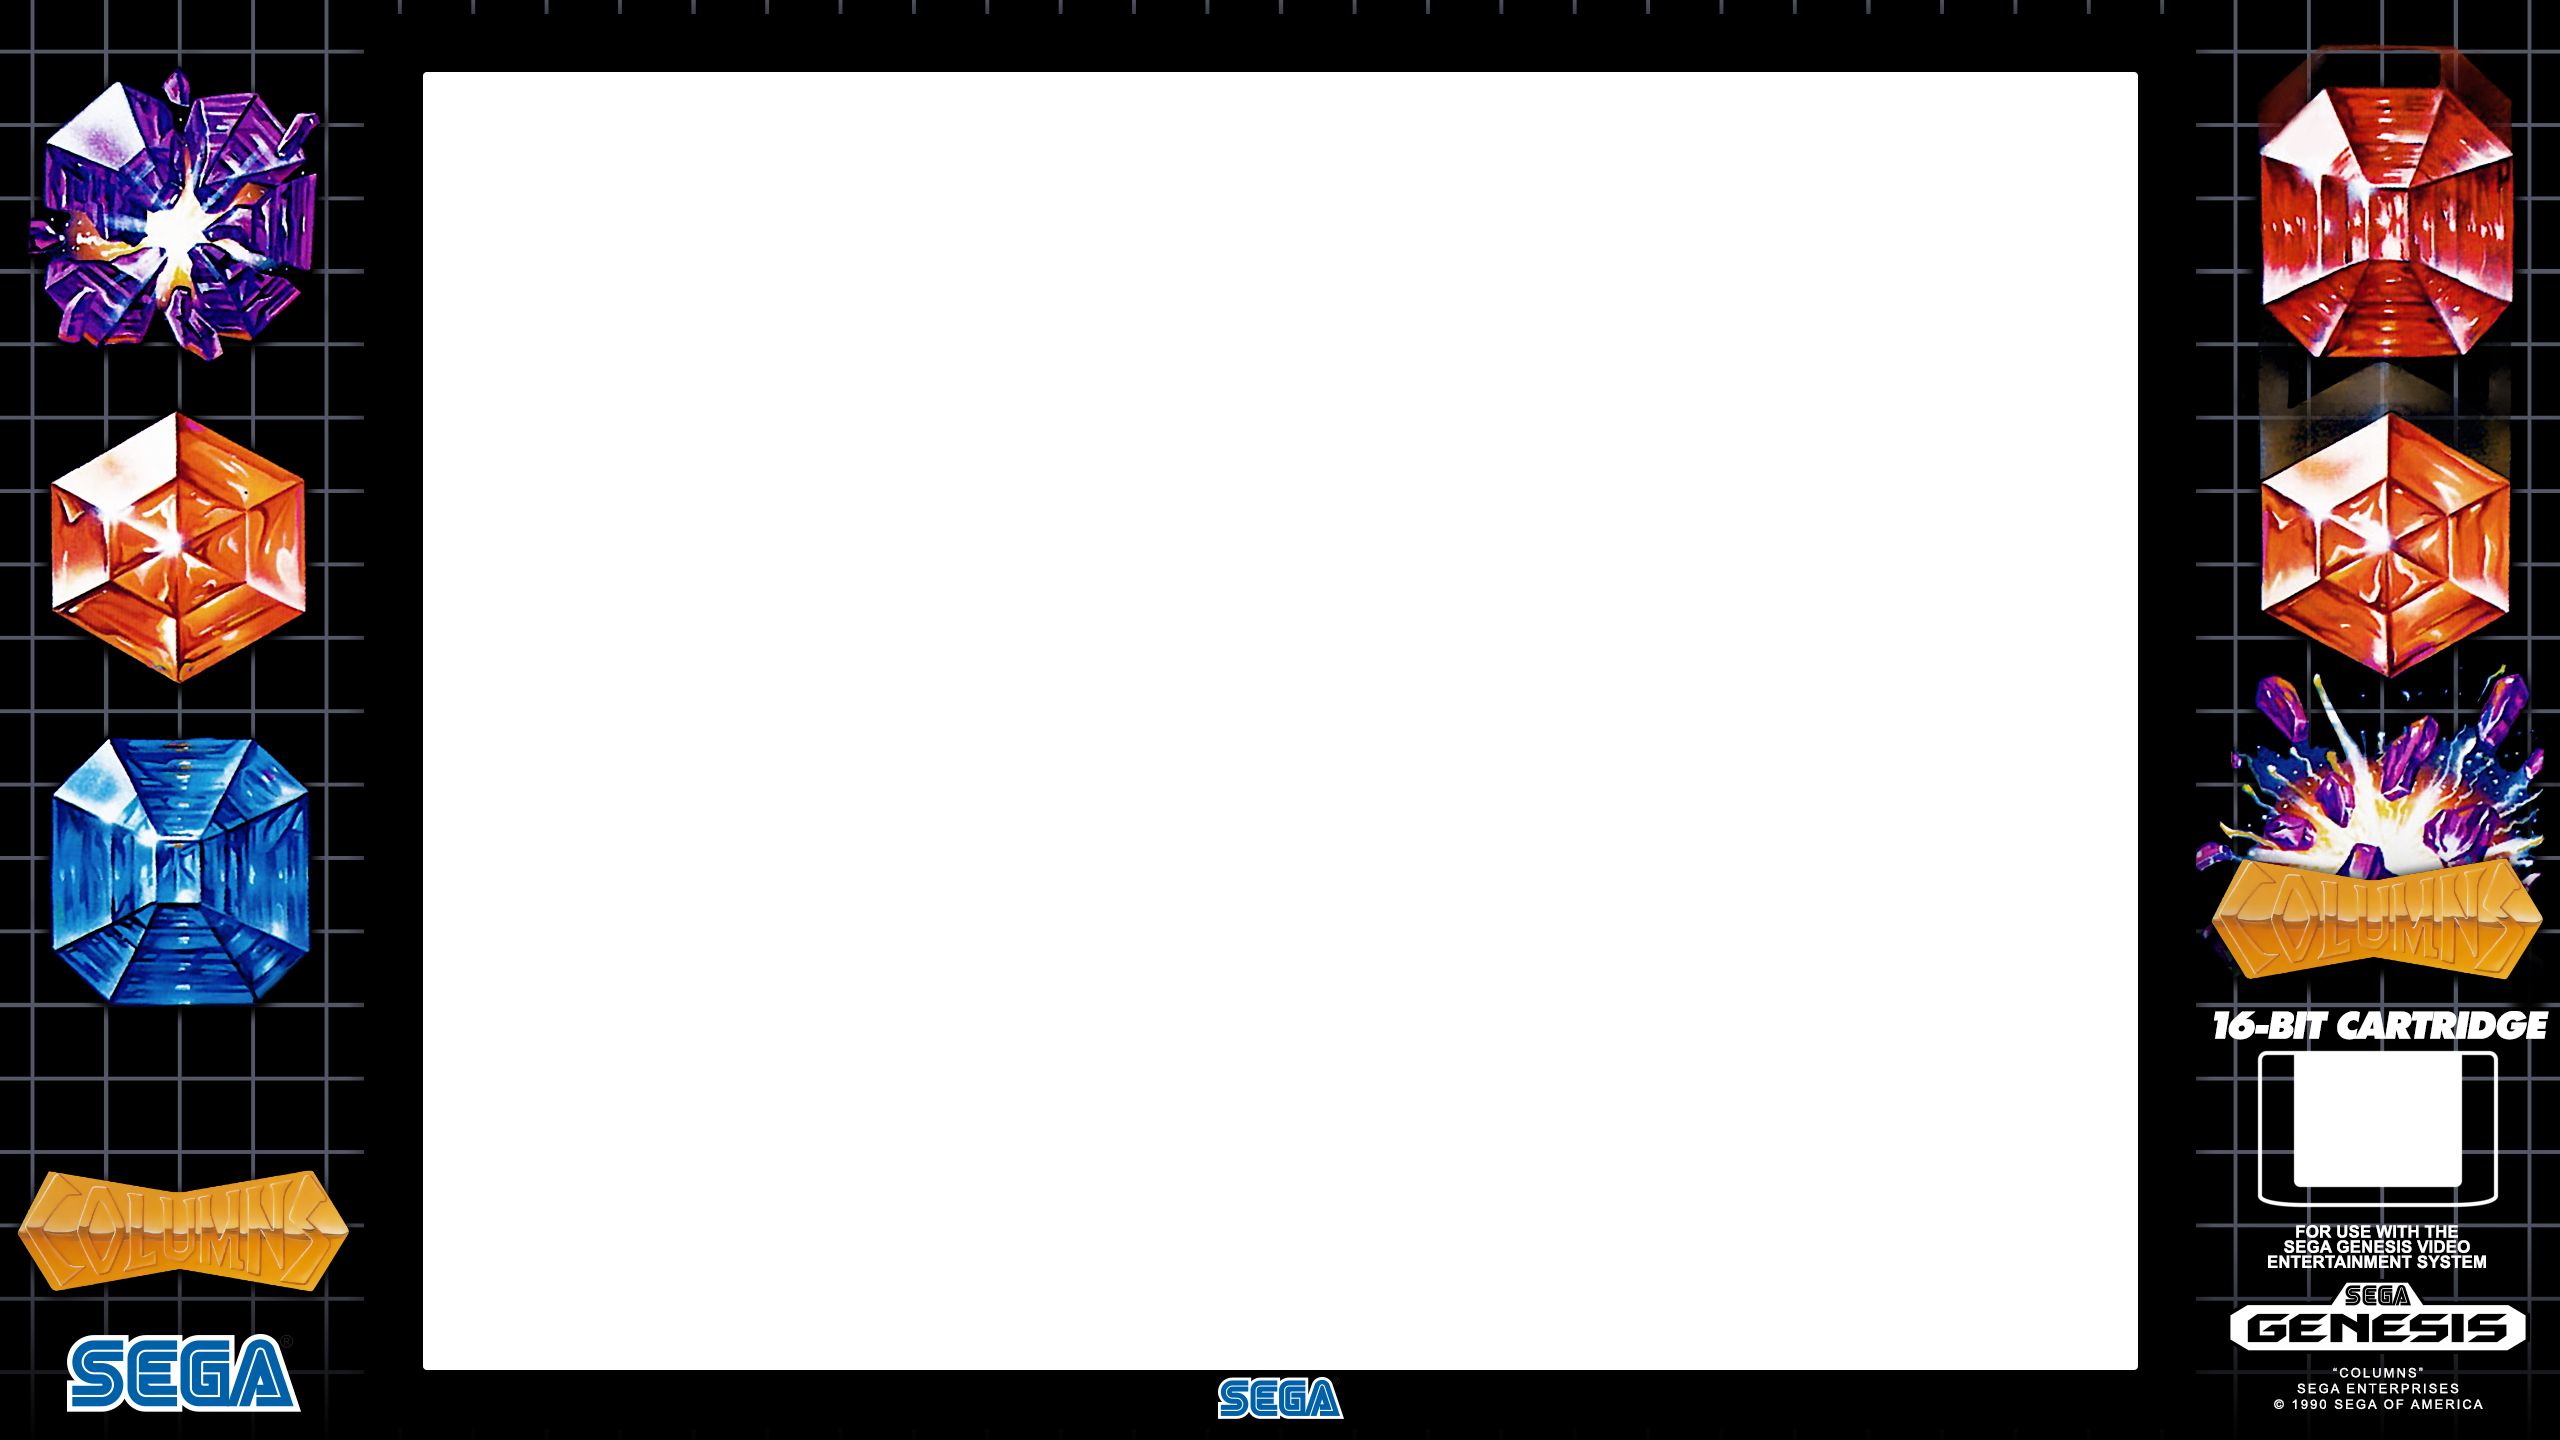 COLUMNS
SEGA®
SEGA
COLUMNS
16-BIT CARTRIDGE
FOR USE WITH THE
SEGA GENESIS VIDEO
ENTERTAINMENT SYSTEM
SEGA
GENESIS
“COLUMNS”
SEGA ENTERPRISES
© 1990 SEGA OF AMERICA